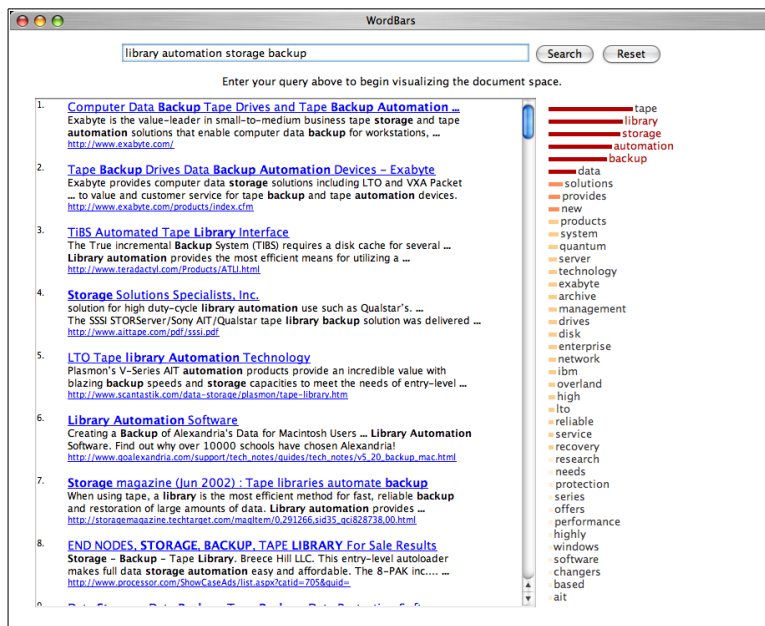 WordBars
library automation storage backup
Search
Reset
Enter your query above to begin visualizing the document space.
1. Computer Data Backup Tape Drives and Tape Backup Automation ...
Exabyte is the value-leader in small-to-medium business tape storage and tape
automation solutions that enable computer data backup for workstations, ...
http://www.exabyte.com/
2. Tape Backup Drives Data Backup Automation Devices – Exabyte
Exabyte provides computer data storage solutions including LTO and VXA Packet
... to value and customer service for tape backup and tape automation devices.
http://www.exabyte.com/products/index.cfm
3. TiBS Automated Tape Library Interface
The True incremental Backup System (TIBS) requires a disk cache for several ...
Library automation provides the most efficient means for utilizing a ...
http://www.teradactyl.com/Products/ATLI.html
4. Storage Solutions Specialists, Inc.
solution for high duty-cycle library automation use such as Qualstar's. ...
The SSSI STORServer/Sony AIT/Qualstar tape library backup solution was delivered ...
http://www.aittape.com/pdf/sssi.pdf
5. LTO Tape library Automation Technology
Plasmon's V-Series AIT automation products provide an incredible value with
blazing backup speeds and storage capacities to meet the needs of entry-level ...
http://www.scantastik.com/data-storage/plasmon/tape-library.htm
6. Library Automation Software
Creating a Backup of Alexandria's Data for Macintosh Users ... Library Automation
Software. Find out why over 10000 schools have chosen Alexandria!
http://www.goalexandria.com/support/tech_notes/guides/tech_notes/v5_20_backup_mac.html
7. Storage magazine (Jun 2002) : Tape libraries automate backup
When using tape, a library is the most efficient method for fast, reliable backup
and restoration of large amounts of data. Library automation provides ...
http://storagemagazine.techtarget.com/magItem/0,291266,sid35_gci828738,00.html
8. END NODES, STORAGE, BACKUP, TAPE LIBRARY For Sale Results
Storage – Backup – Tape Library. Breece Hill LLC. This entry-level autoloader
makes full data storage automation easy and affordable. The 8-PAK inc.... ...
http://www.processor.com/ShowCaseAds/list.aspx?catid=705&guid=
tape
library
storage
automation
backup
data
solutions
provides
new
products
system
quantum
server
technology
exabyte
archive
management
drives
disk
enterprise
network
ibm
overland
high
lto
reliable
service
recovery
research
needs
protection
series
offers
performance
highly
windows
software
changers
based
ait